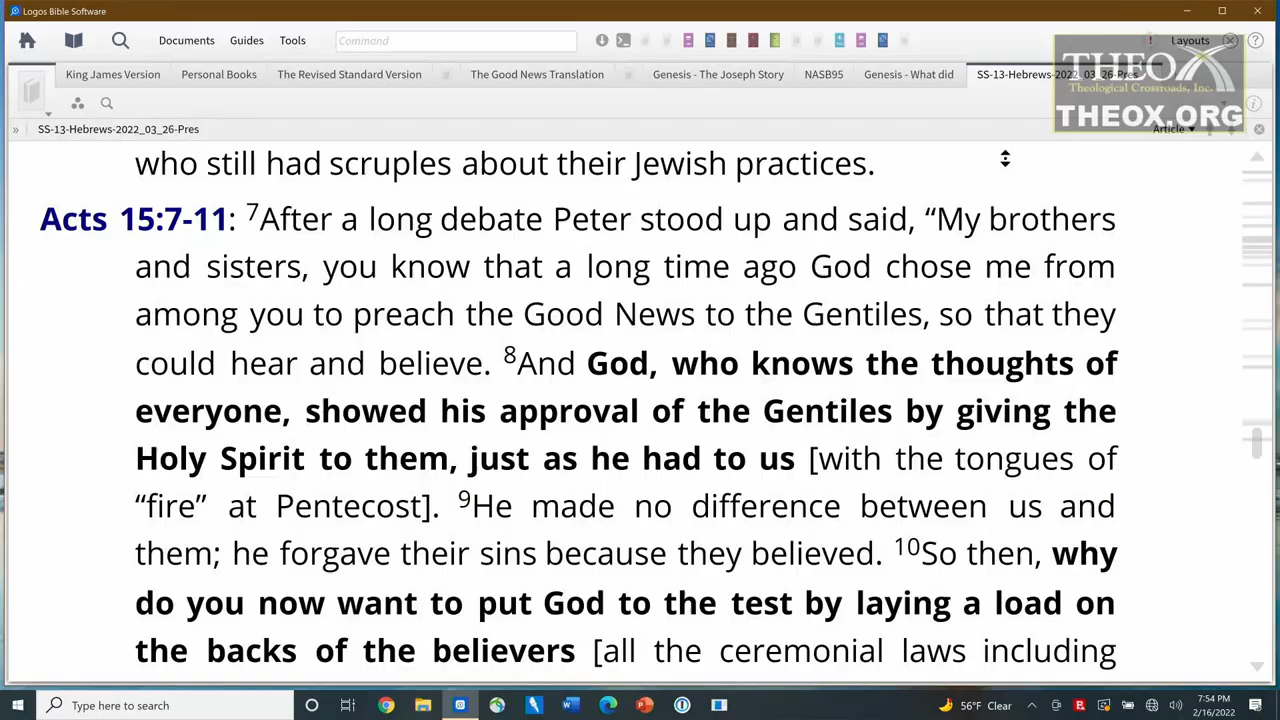 Logos Bible Software
Documents Guides Tools Command Layouts
King James Version Personal Books The Revised Standard Version The Good News Translation Genesis - The Joseph Story NASB95 Genesis - What did SS-13-Hebrews-2022_03_26-Pres
THEOX
Theological Crossroads, Inc.
THEOX.ORG
SS-13-Hebrews-2022_03_26-Pres Article
who still had scruples about their Jewish practices.
Acts 15:7-11: 7After a long debate Peter stood up and said, “My brothers
and sisters, you know that a long time ago God chose me from
among you to preach the Good News to the Gentiles, so that they
could hear and believe. 8And God, who knows the thoughts of
everyone, showed his approval of the Gentiles by giving the
Holy Spirit to them, just as he had to us [with the tongues of
“fire” at Pentecost]. 9He made no difference between us and
them; he forgave their sins because they believed. 10So then, why
do you now want to put God to the test by laying a load on
the backs of the believers [all the ceremonial laws including
Type here to search 56°F Clear 7:54 PM
2/16/2022